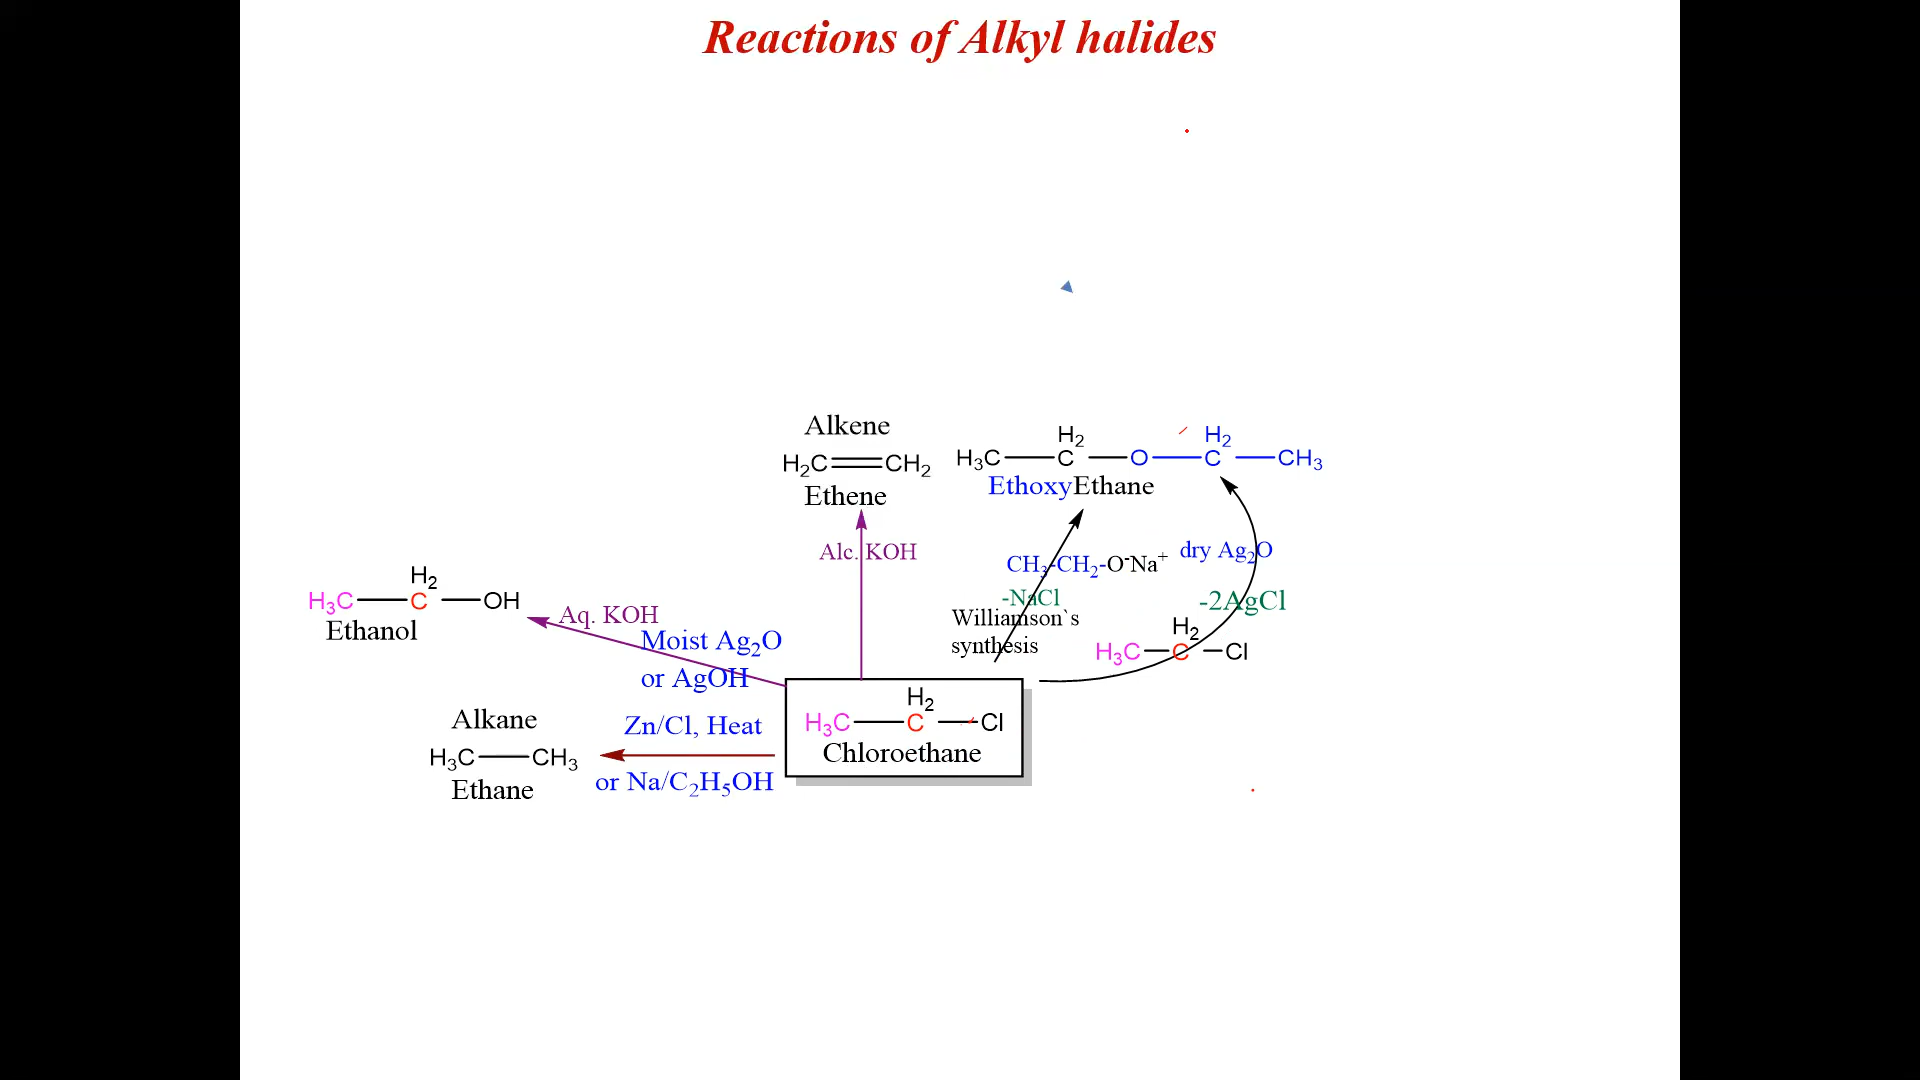 Reactions of Alkyl halides
Alkene
H₂C=CH₂
Ethene
H₂
H₃C—C—O—C—CH₃
H₂
EthoxyEthane
Alc. KOH
CH₃-CH₂-O⁻Na⁺
-NaCl
Williamson`s
synthesis
dry Ag₂O
-2AgCl
H₂
H₃C—C—Cl
H₂
H₃C—C—OH
Ethanol
Aq. KOH
Moist Ag₂O
or AgOH
Alkane
H₃C—CH₃
Ethane
Zn/Cl, Heat
or Na/C₂H₅OH
H₂
H₃C—C—Cl
Chloroethane